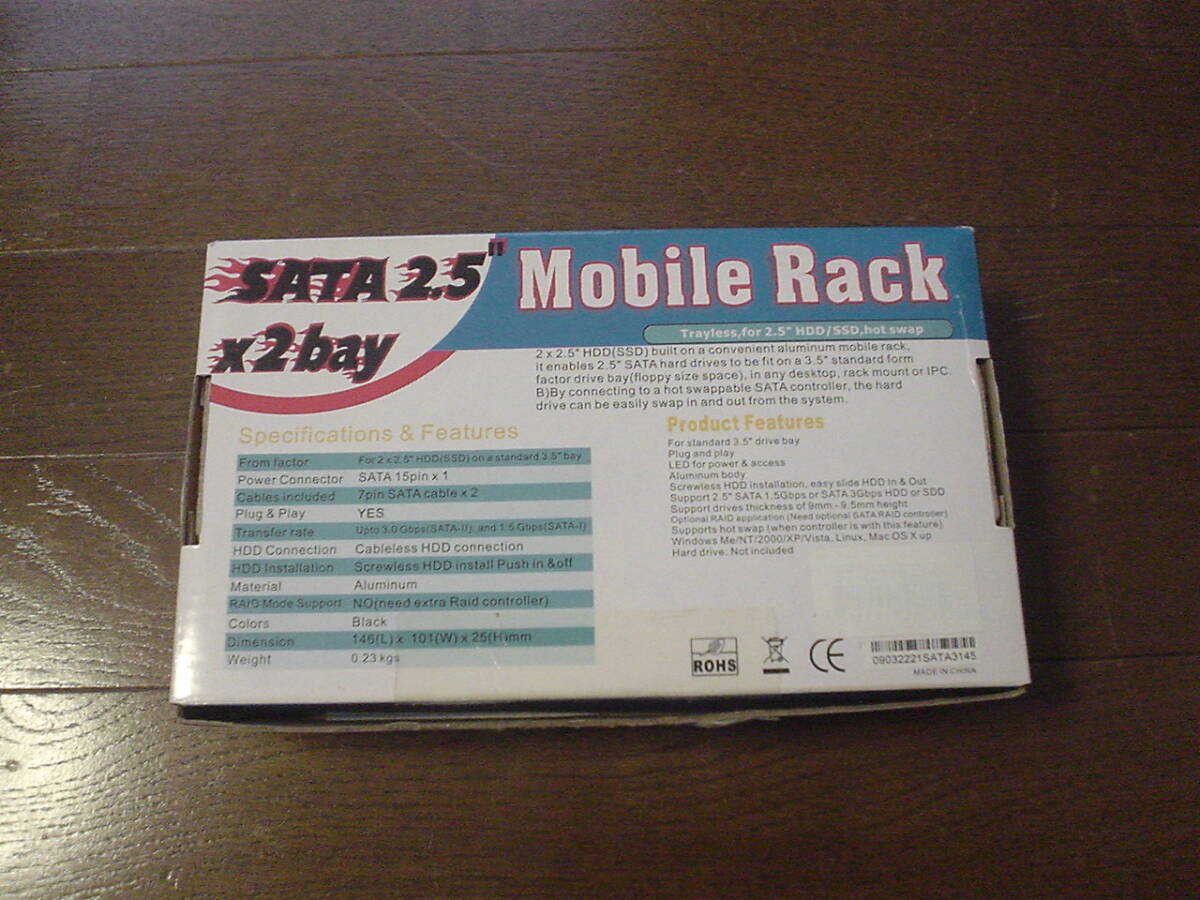 SATA 2.5"
x2bay
Mobile Rack
Trayless,for 2.5" HDD/SSD,hot swap
2 x 2.5" HDD(SSD) built on a convenient aluminum mobile rack,
it enables 2.5" SATA hard drives to be fit on a 3.5" standard form
factor drive bay(floppy size space), in any desktop, rack mount or IPC.
B)By connecting to a hot swappable SATA controller, the hard
drive can be easily swap in and out from the system.
Specifications & Features
From factor For 2 x 2.5" HDD(SSD) on a standard 3.5" bay
Power Connector SATA 15pin x 1
Cables included 7pin SATA cable x 2
Plug & Play YES
Transfer rate Upto 3.0 Gbps(SATA-II); and 1.5 Gbps(SATA-I)
HDD Connection Cableless HDD connection
HDD Installation Screwless HDD install Push in &off
Material Aluminum
RAID Mode Support NO(need extra Raid controller)
Colors Black
Dimension 146(L) x 101(W) x 25(H)mm
Weight 0.23 kgs
Product Features
For standard 3.5" drive bay
Plug and play
LED for power & access
Aluminum body
Screwless HDD installation, easy slide HDD In & Out
Support 2.5" SATA 1.5Gbps or SATA 3Gbps HDD or SDD
Support drives thickness of 9mm - 9.5mm height
Optional RAID application (Need optional SATA RAID controller)
Supports hot swap (when controller is with this feature)
Windows Me/NT/2000/XP/Vista, Linux, Mac OS X up
Hard drive: Not included
ROHS
CE
09032221SATA3145
MADE IN CHINA